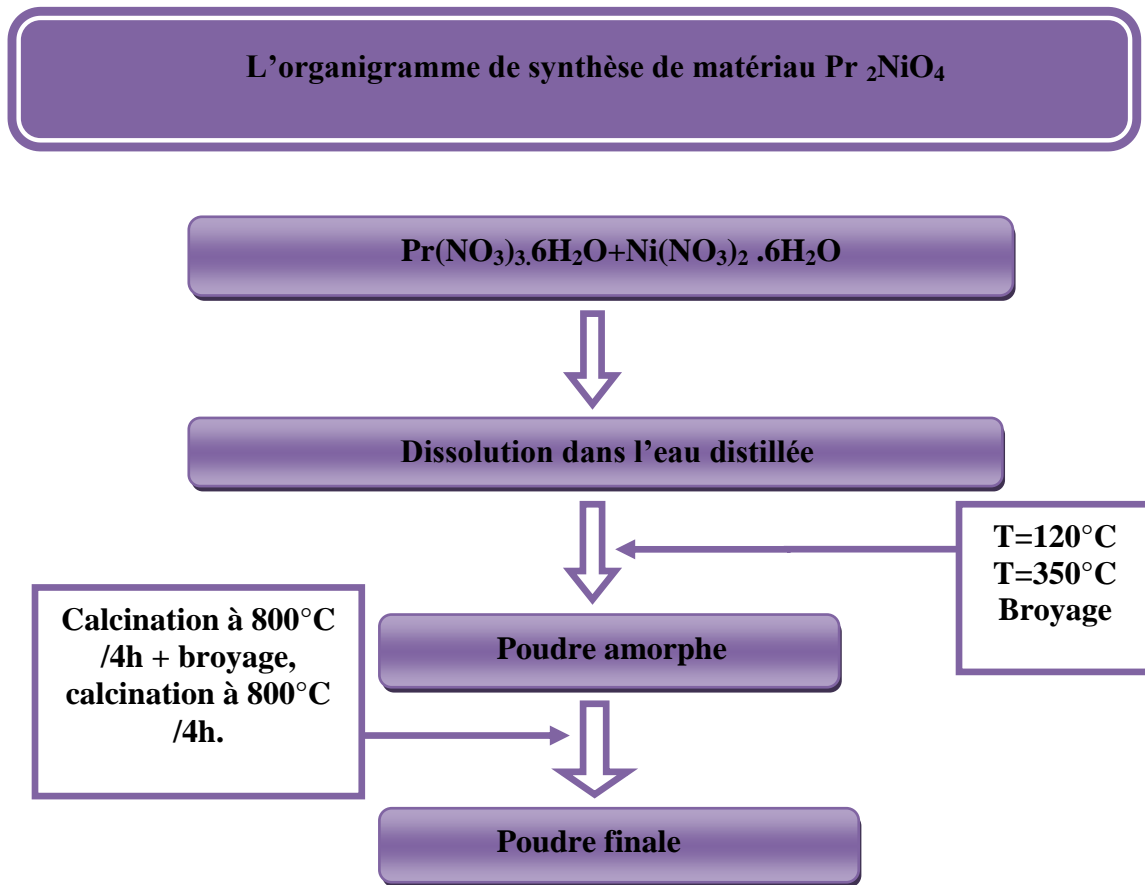 L'organigramme de synthèse de matériau Pr ₂NiO₄
Pr(NO₃)₃.6H₂O+Ni(NO₃)₂ .6H₂O
Dissolution dans l'eau distillée
T=120°C
T=350°C
Broyage
Calcination à 800°C
/4h + broyage,
calcination à 800°C
/4h.
Poudre amorphe
Poudre finale